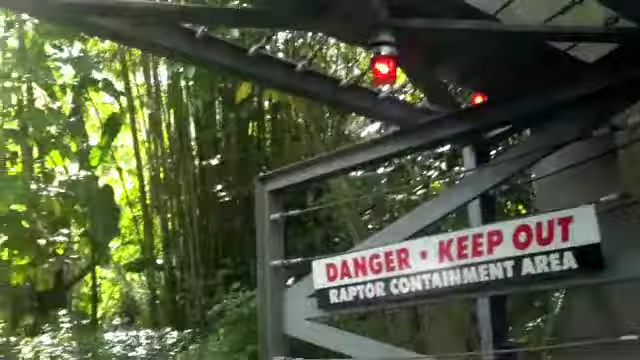 DANGER • KEEP OUT
RAPTOR CONTAINMENT AREA